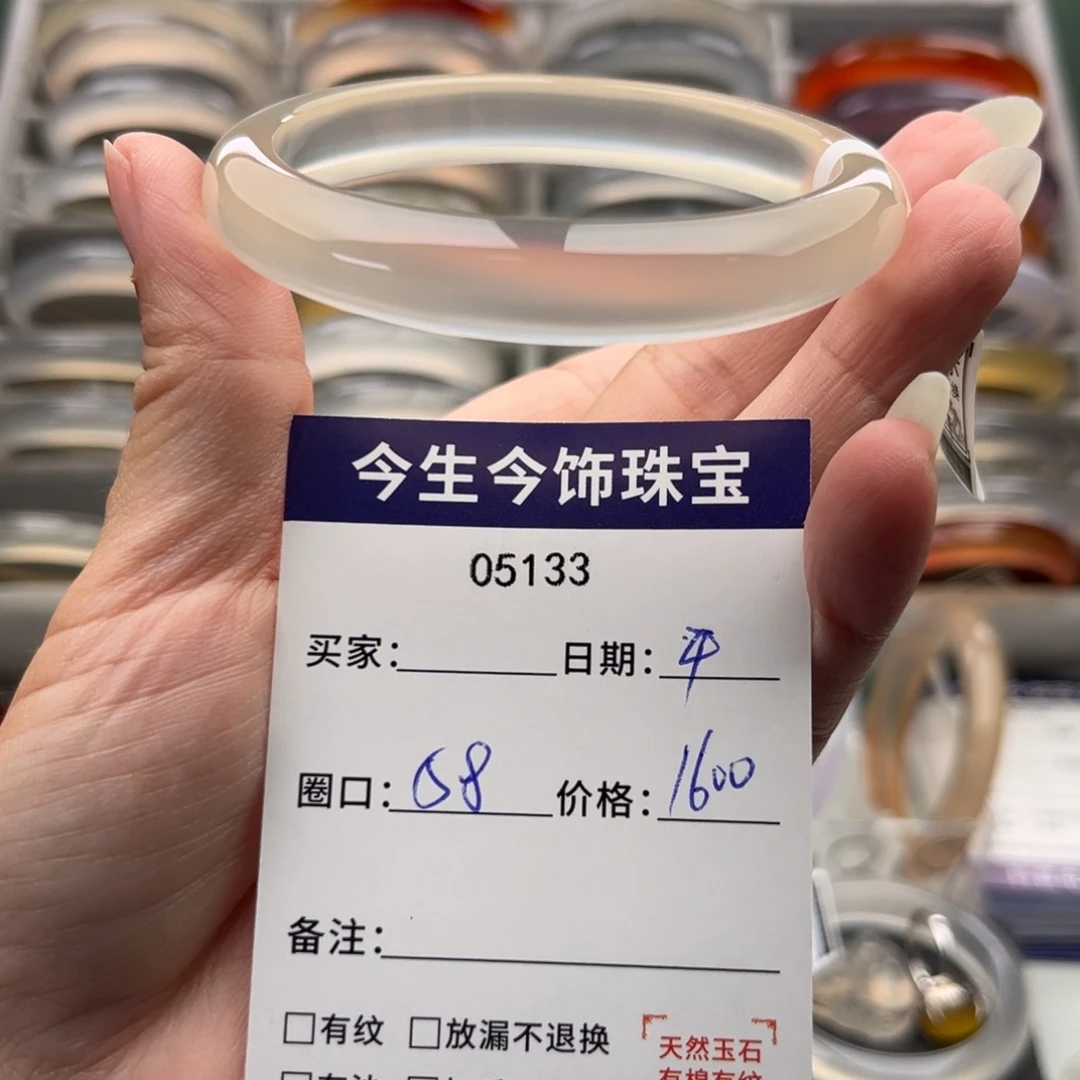 今生今饰珠宝
05133
买家： 日期：平
圈口：58 价格：1600
备注：
□有纹 □放漏不退换
天然玉石